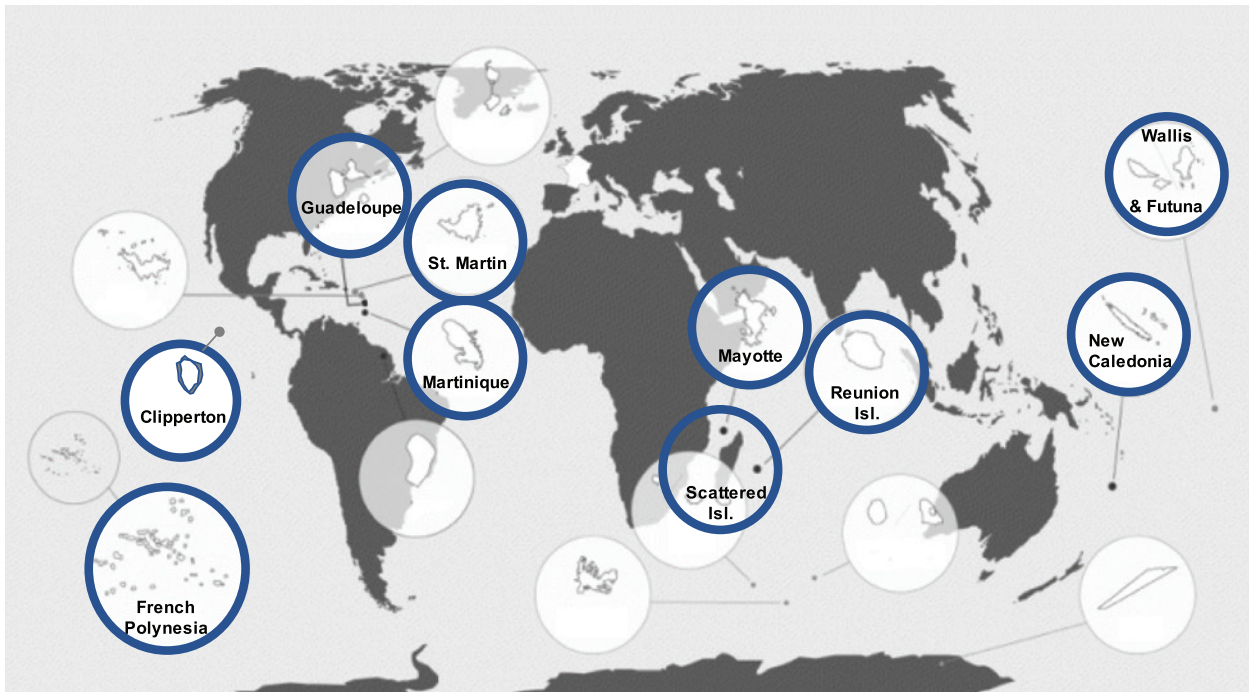 Wallis
& Futuna
Guadeloupe
St. Martin
Mayotte
New
Caledonia
Martinique
Reunion
Isl.
Clipperton
Scattered
Isl.
French
Polynesia